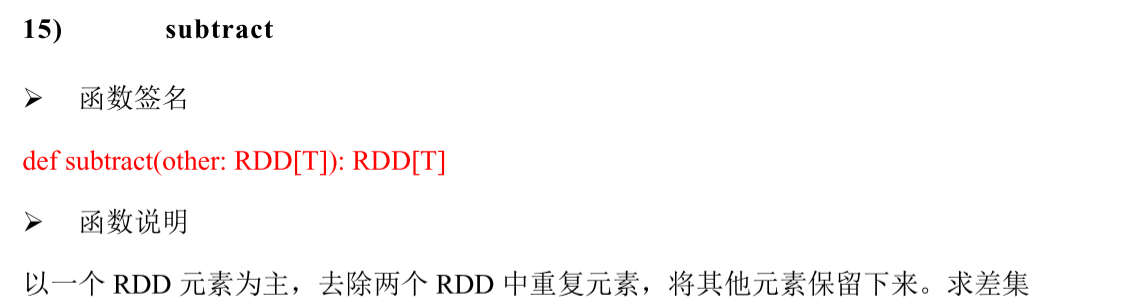 15) subtract
➢ 函数签名
def subtract(other: RDD[T]): RDD[T]
➢ 函数说明
以一个 RDD 元素为主，去除两个 RDD 中重复元素，将其他元素保留下来。求差集